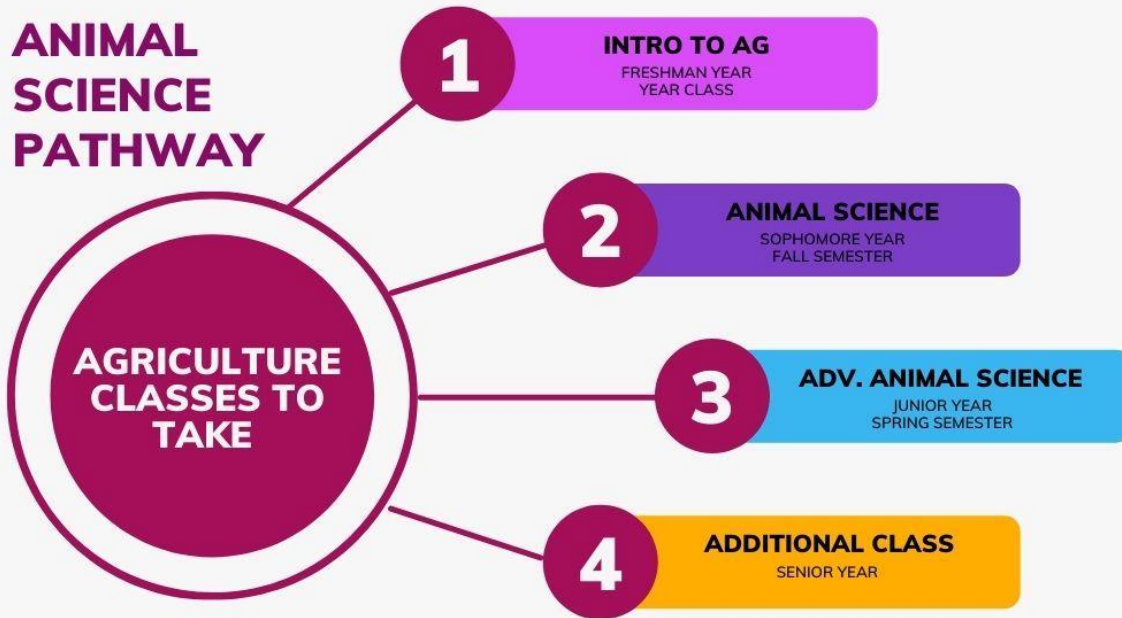 ANIMAL
SCIENCE
PATHWAY
AGRICULTURE
CLASSES TO
TAKE
1
INTRO TO AG
FRESHMAN YEAR
YEAR CLASS
2
ANIMAL SCIENCE
SOPHOMORE YEAR
FALL SEMESTER
3
ADV. ANIMAL SCIENCE
JUNIOR YEAR
SPRING SEMESTER
4
ADDITIONAL CLASS
SENIOR YEAR